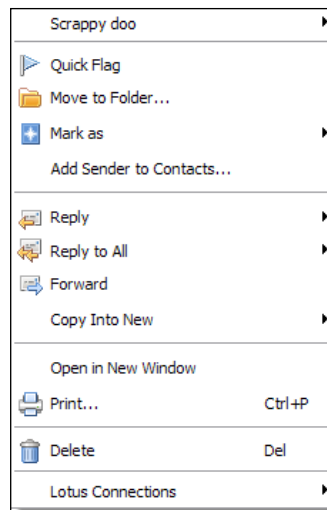 Scrappy doo
Quick Flag
Move to Folder...
Mark as
Add Sender to Contacts...
Reply
Reply to All
Forward
Copy Into New
Open in New Window
Print... Ctrl+P
Delete Del
Lotus Connections